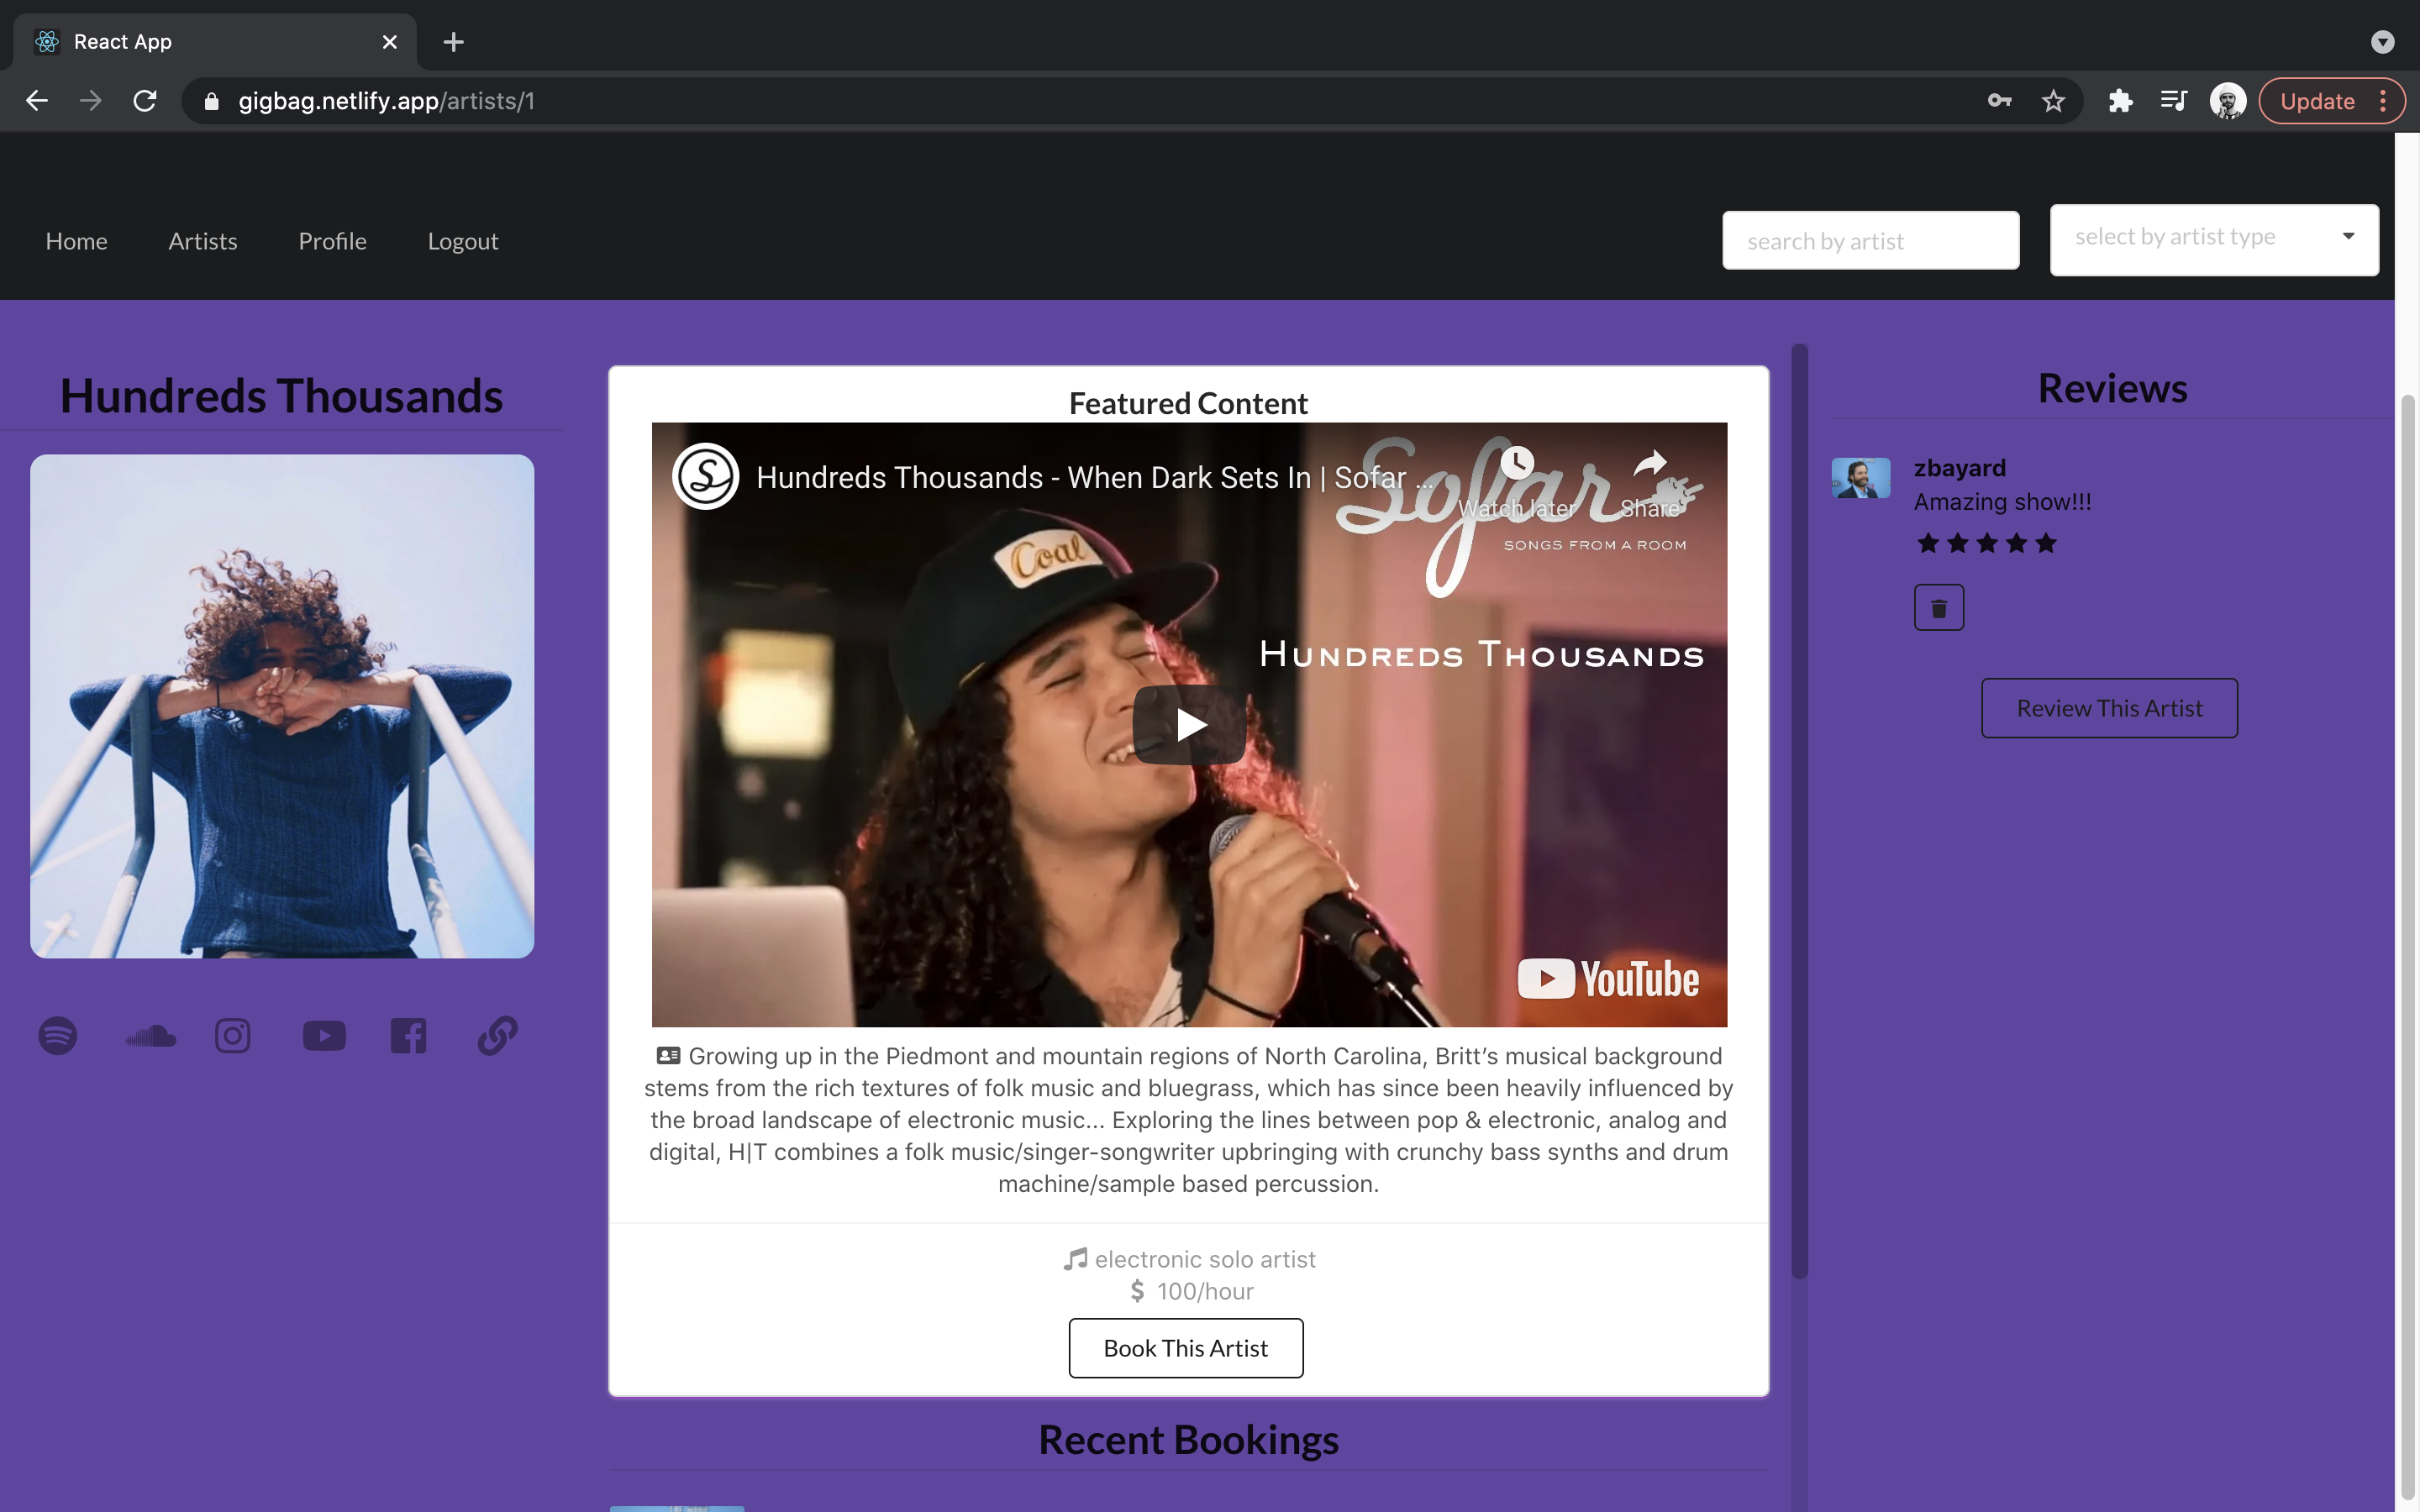 React App
gigbag.netlify.app/artists/1
Update
Home Artists Profile Logout
search by artist
select by artist type
Hundreds Thousands
Featured Content
Hundreds Thousands - When Dark Sets In | Sofar ...
Watch later
Share
Sofar
SONGS FROM A ROOM
Coal
HUNDREDS THOUSANDS
YouTube
Growing up in the Piedmont and mountain regions of North Carolina, Britt’s musical background
stems from the rich textures of folk music and bluegrass, which has since been heavily influenced by
the broad landscape of electronic music... Exploring the lines between pop & electronic, analog and
digital, H|T combines a folk music/singer-songwriter upbringing with crunchy bass synths and drum
machine/sample based percussion.
electronic solo artist
$ 100/hour
Book This Artist
Recent Bookings
Reviews
zbayard
Amazing show!!!
Review This Artist